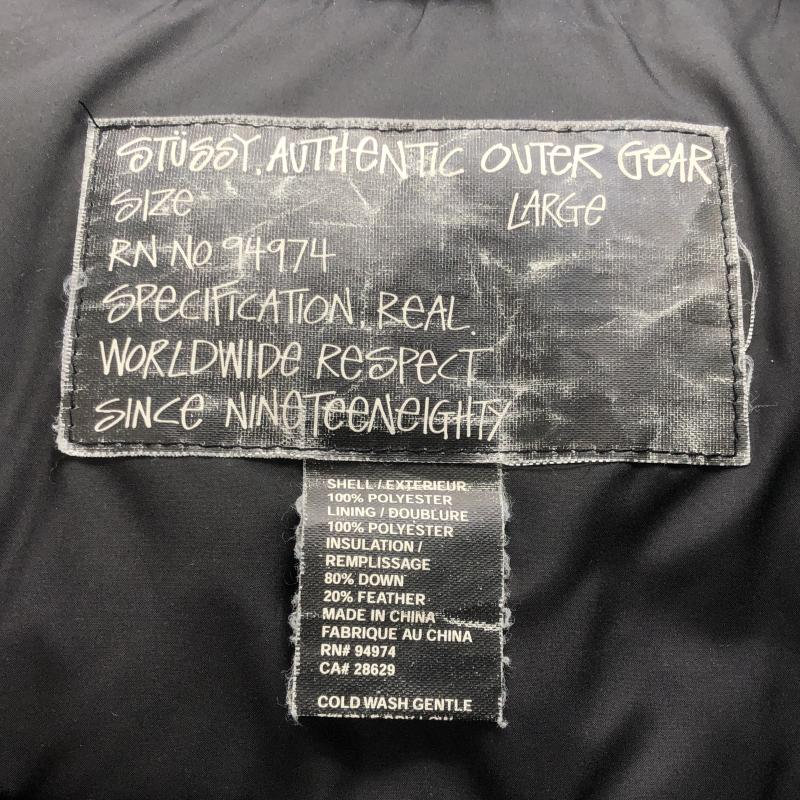 STÜSSY. AUTHENTIC OUTER GEAR
SIZE LARGE
RN NO 94974
SPECIFICATION. REAL.
WORLDWIDE RESPECT
SINCE NINETEENEIGHTY
SHELL / EXTERIEUR
100% POLYESTER
LINING / DOUBLURE
100% POLYESTER
INSULATION /
REMPLISSAGE
80% DOWN
20% FEATHER
MADE IN CHINA
FABRIQUE AU CHINA
RN# 94974
CA# 28629
COLD WASH GENTLE